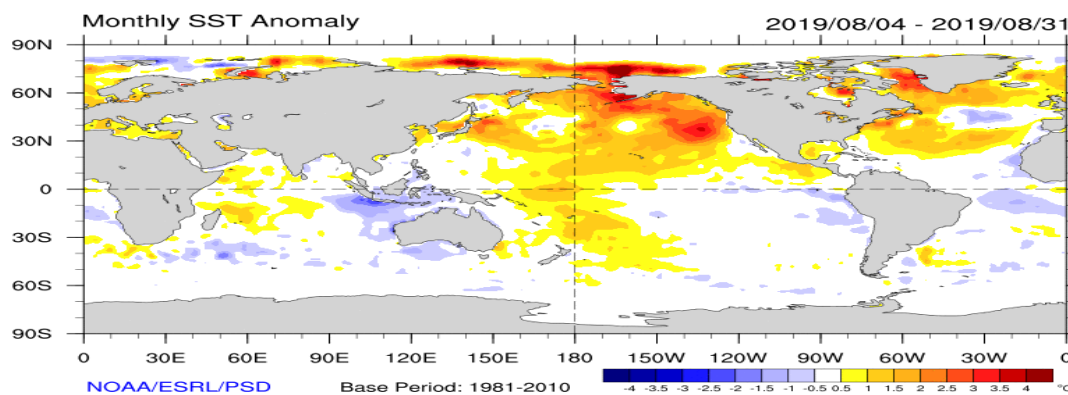 Monthly SST Anomaly 2019/08/04 - 2019/08/31
90N
60N
30N
0
30S
60S
90S
0 30E 60E 90E 120E 150E 180 150W 120W 90W 60W 30W 0
NOAA/ESRL/PSD Base Period: 1981-2010
-4 -3.5 -3 -2.5 -2 -1.5 -1 -0.5 0.5 1 1.5 2 2.5 3 3.5 4 °C